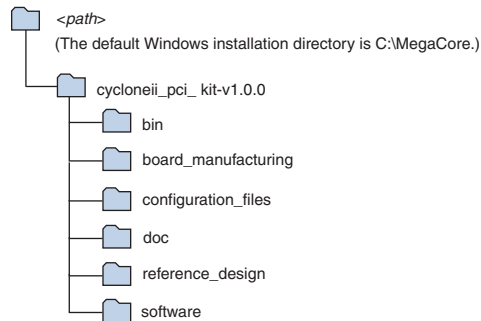 <path>
(The default Windows installation directory is C:\MegaCore.)
cycloneii_pci_ kit-v1.0.0
bin
board_manufacturing
configuration_files
doc
reference_design
software